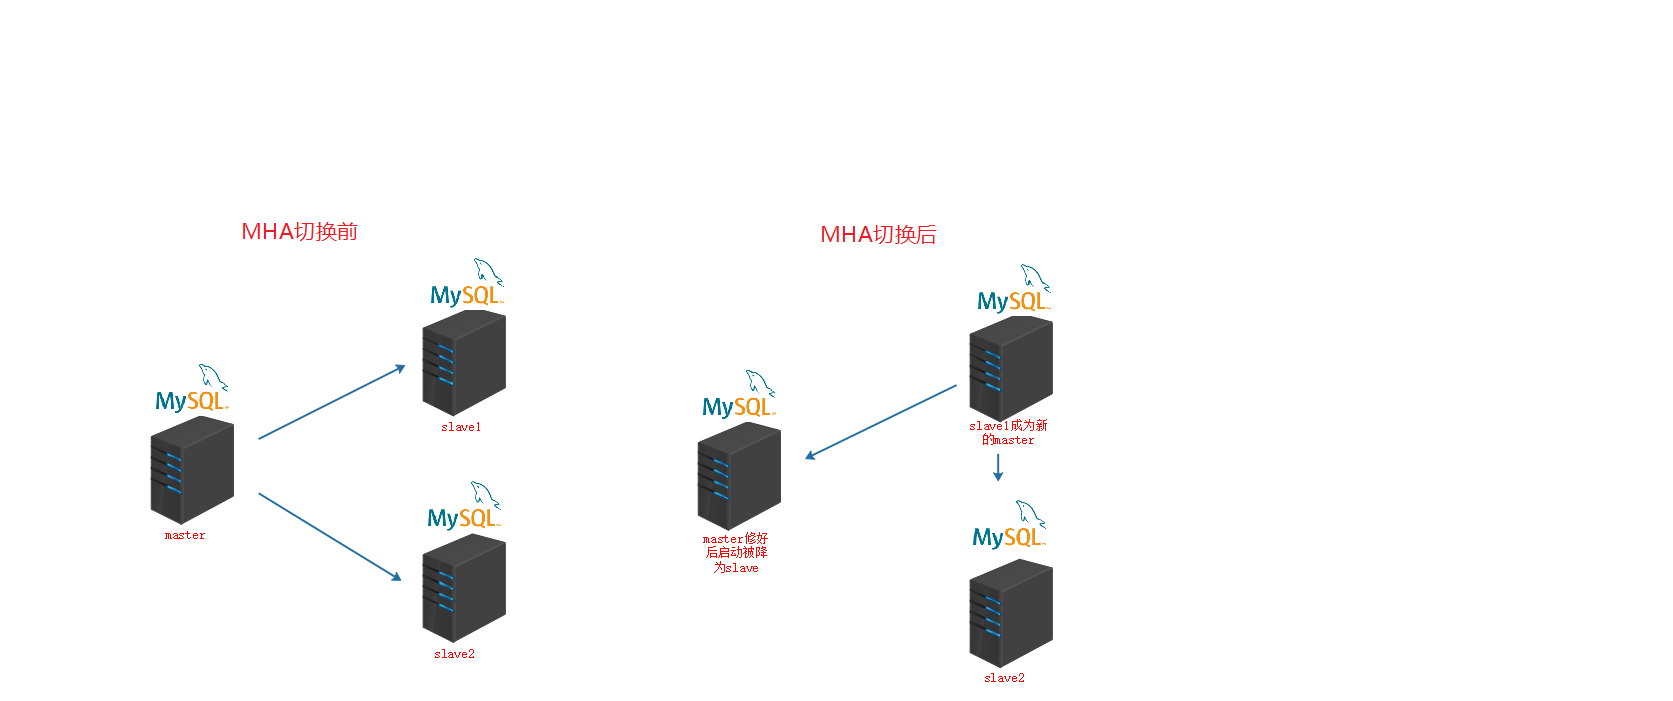 MHA切换前
MySQL
slave1
MySQL
master
MySQL
slave2
MHA切换后
MySQL
slave1成为新
的master
MySQL
master修好
后启动被降
为slave
MySQL
slave2